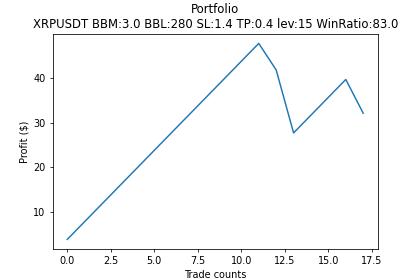 Portfolio
XRPUSDT BBM:3.0 BBL:280 SL:1.4 TP:0.4 lev:15 WinRatio:83.0
40
30
20
10
Profit ($)
0.0 2.5 5.0 7.5 10.0 12.5 15.0 17.5
Trade counts